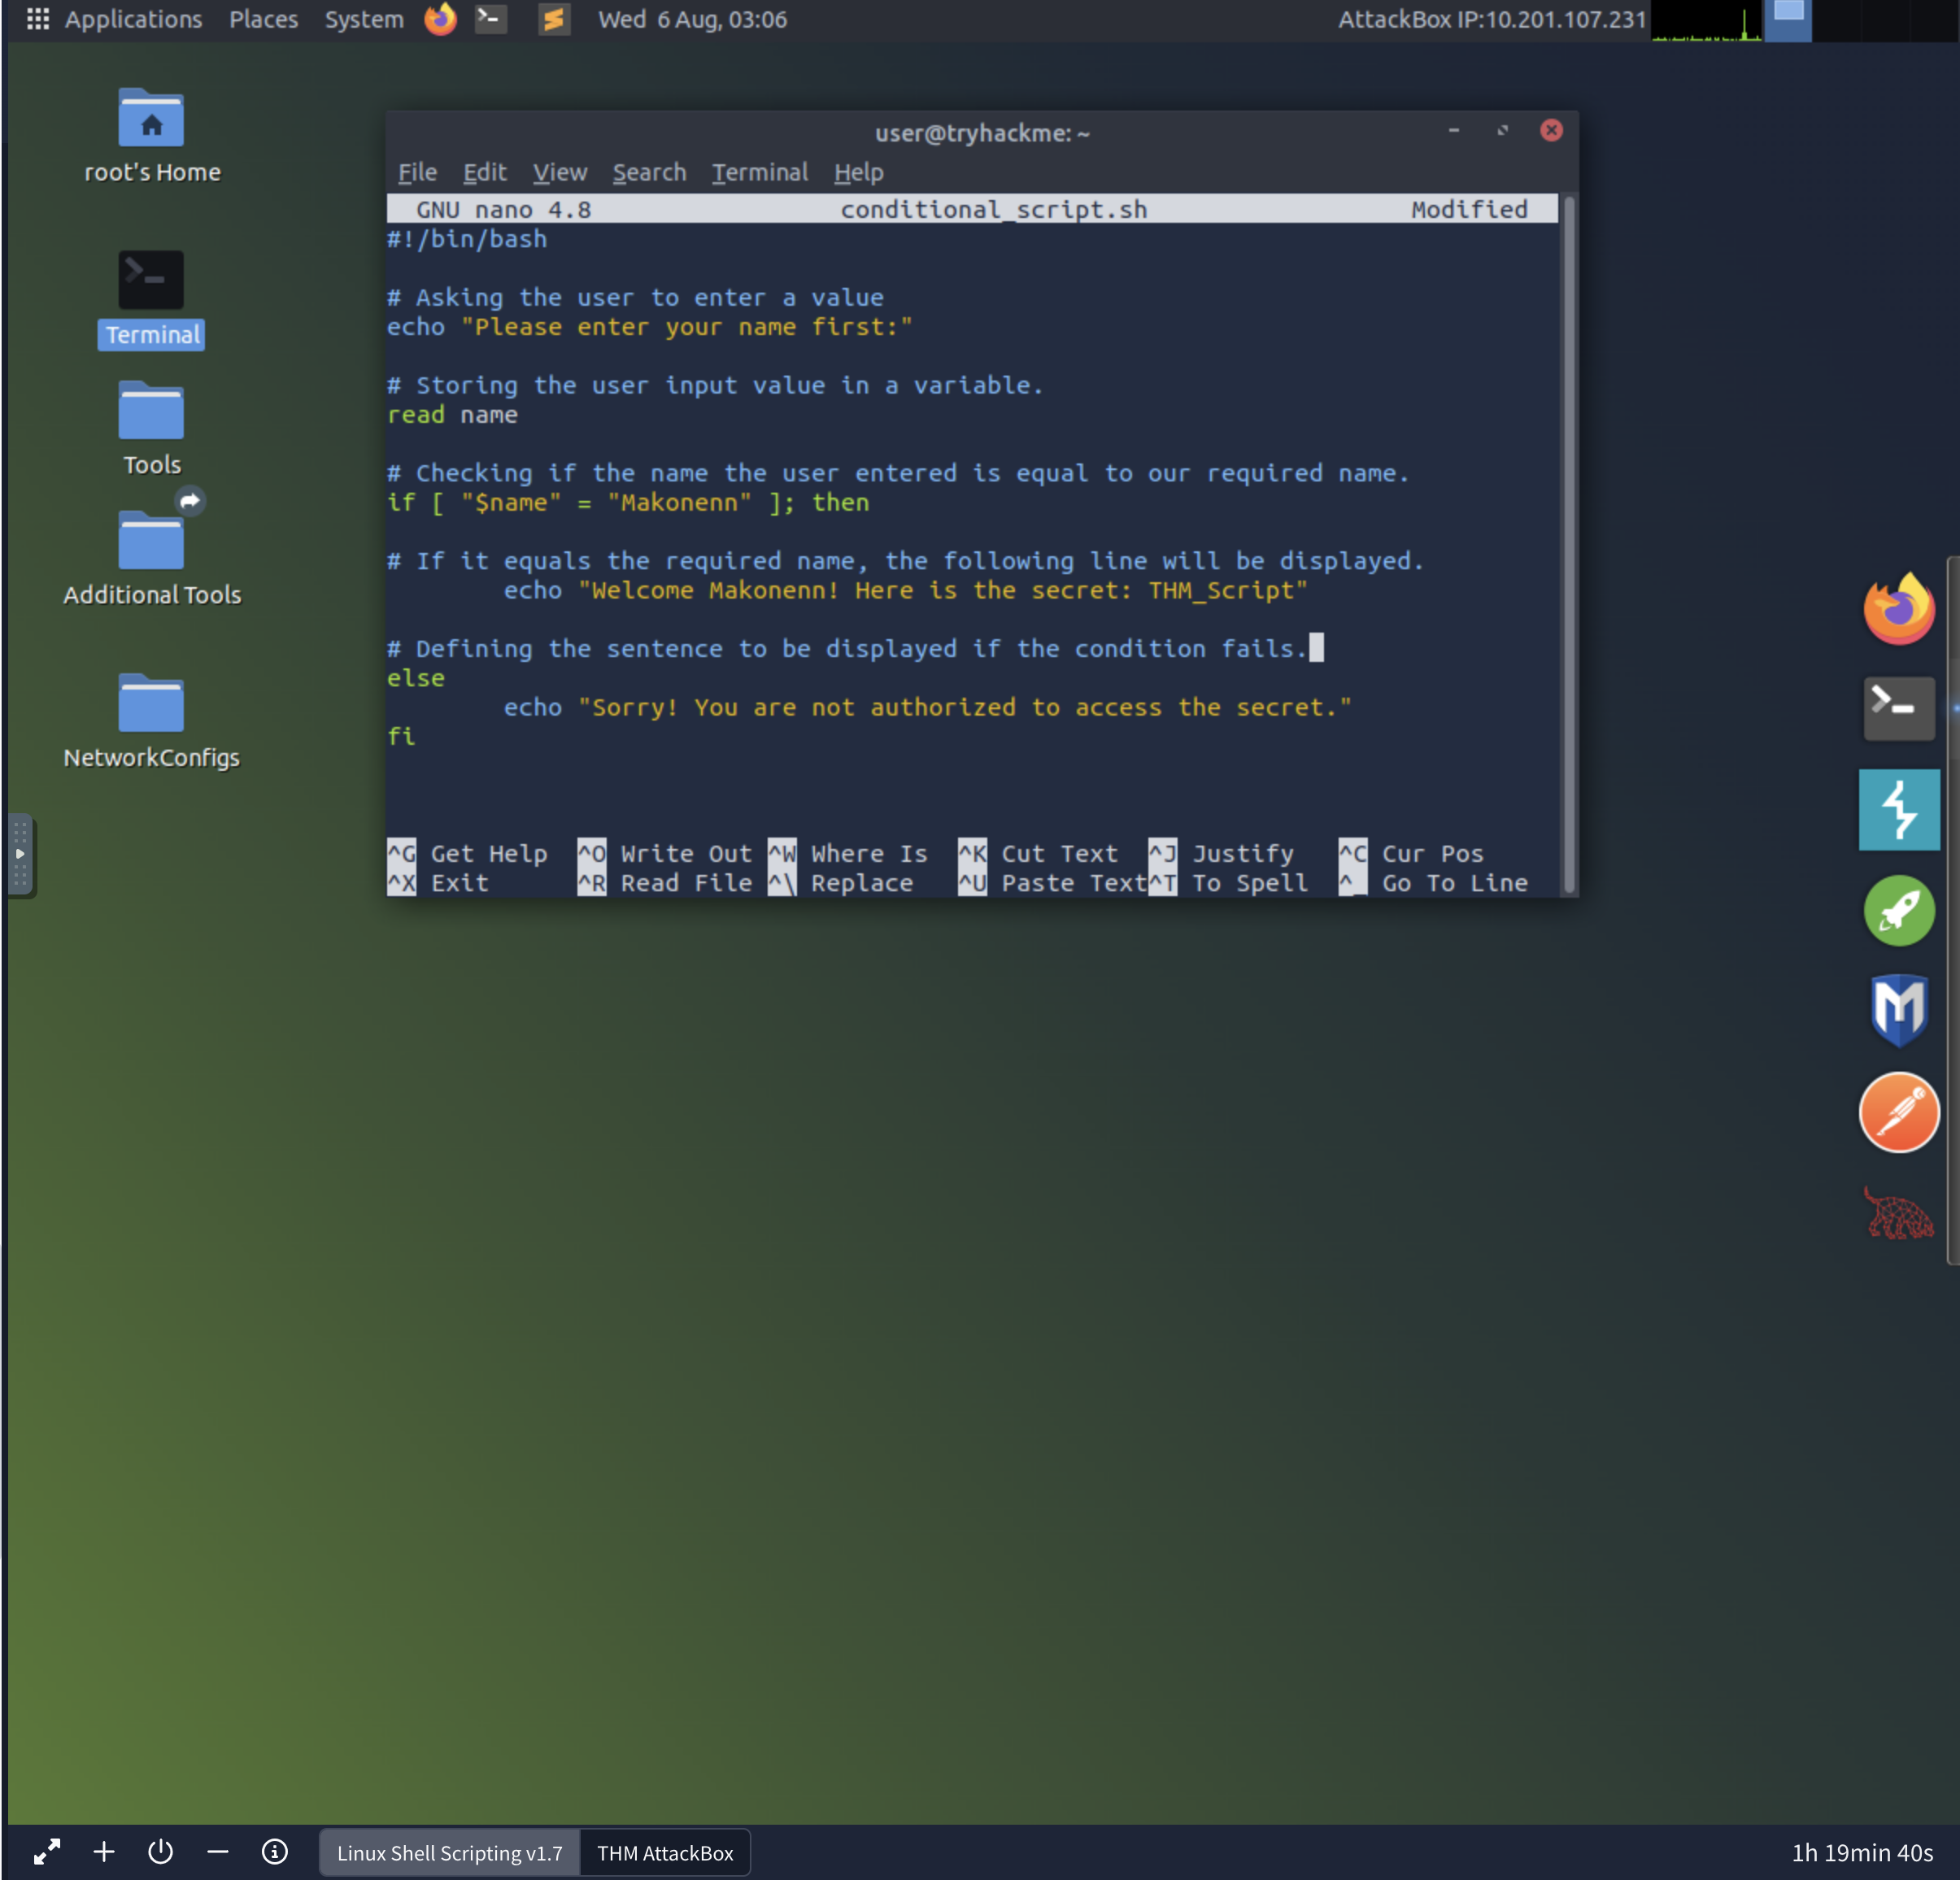 Applications Places System Wed 6 Aug, 03:06 AttackBox IP:10.201.107.231
root's Home
Terminal
Tools
Additional Tools
NetworkConfigs
user@tryhackme: ~
File Edit View Search Terminal Help
GNU nano 4.8 conditional_script.sh Modified
#!/bin/bash
# Asking the user to enter a value
echo "Please enter your name first:"
# Storing the user input value in a variable.
read name
# Checking if the name the user entered is equal to our required name.
if [ "$name" = "Makonenn" ]; then
# If it equals the required name, the following line will be displayed.
echo "Welcome Makonenn! Here is the secret: THM_Script"
# Defining the sentence to be displayed if the condition fails.
else
echo "Sorry! You are not authorized to access the secret."
fi
^G Get Help ^O Write Out ^W Where Is ^K Cut Text ^J Justify ^C Cur Pos
^X Exit ^R Read File ^\ Replace ^U Paste Text ^T To Spell ^_ Go To Line
Linux Shell Scripting v1.7 THM AttackBox 1h 19min 40s